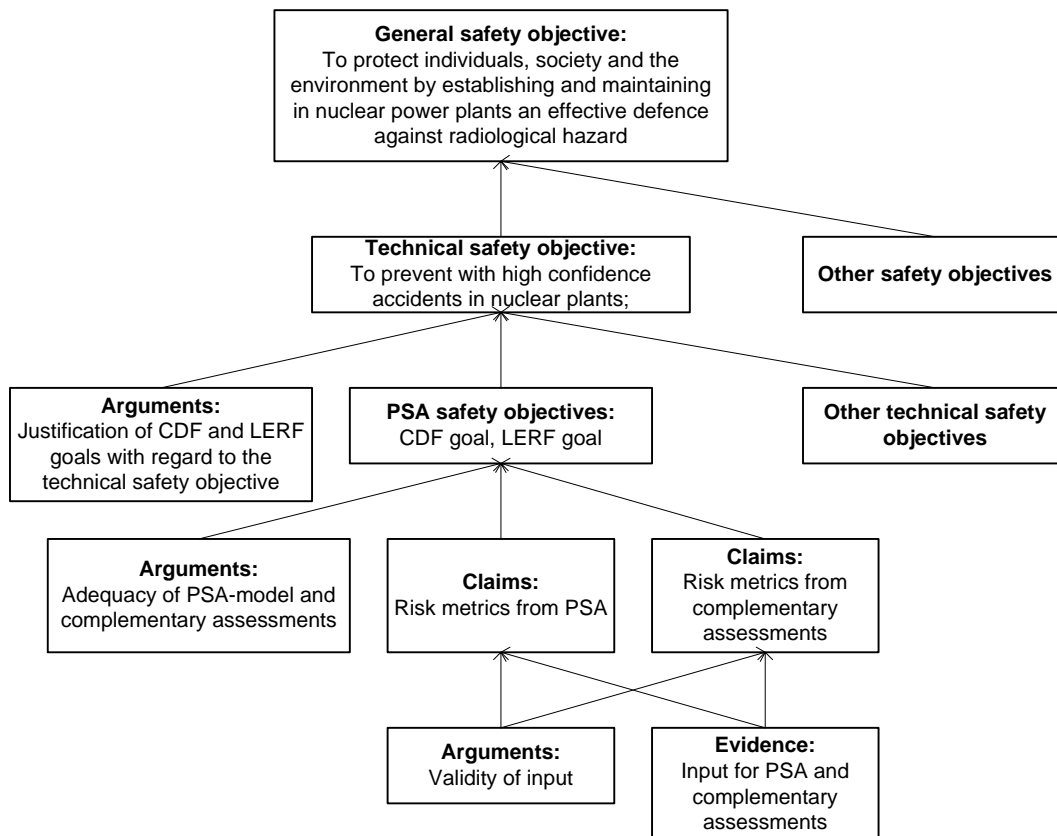 General safety objective:
To protect individuals, society and the
environment by establishing and maintaining
in nuclear power plants an effective defence
against radiological hazard
Technical safety objective:
To prevent with high confidence
accidents in nuclear plants;
Other safety objectives
Arguments:
Justification of CDF and LERF
goals with regard to the
technical safety objective
PSA safety objectives:
CDF goal, LERF goal
Other technical safety
objectives
Arguments:
Adequacy of PSA-model and
complementary assessments
Claims:
Risk metrics from PSA
Claims:
Risk metrics from
complementary
assessments
Arguments:
Validity of input
Evidence:
Input for PSA and
complementary
assessments